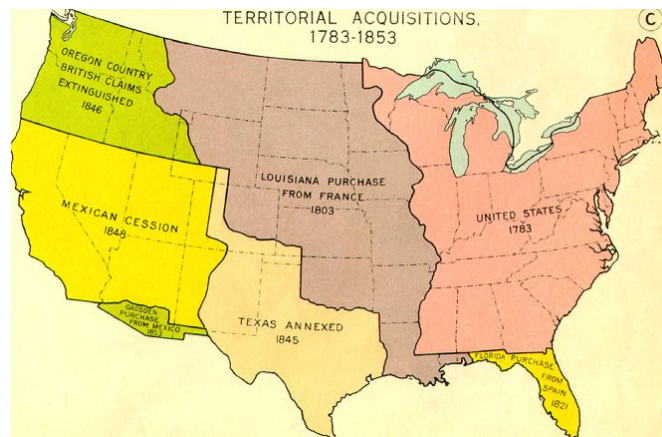 TERRITORIAL ACQUISITIONS,
1783-1853
C
OREGON COUNTRY
BRITISH CLAIMS
EXTINGUISHED
1846
LOUISIANA PURCHASE
FROM FRANCE
1803
UNITED STATES
1783
MEXICAN CESSION
1848
GADSDEN
PURCHASE
FROM MEXICO
1853
TEXAS ANNEXED
1845
FLORIDA PURCHASE
FROM
SPAIN
1821